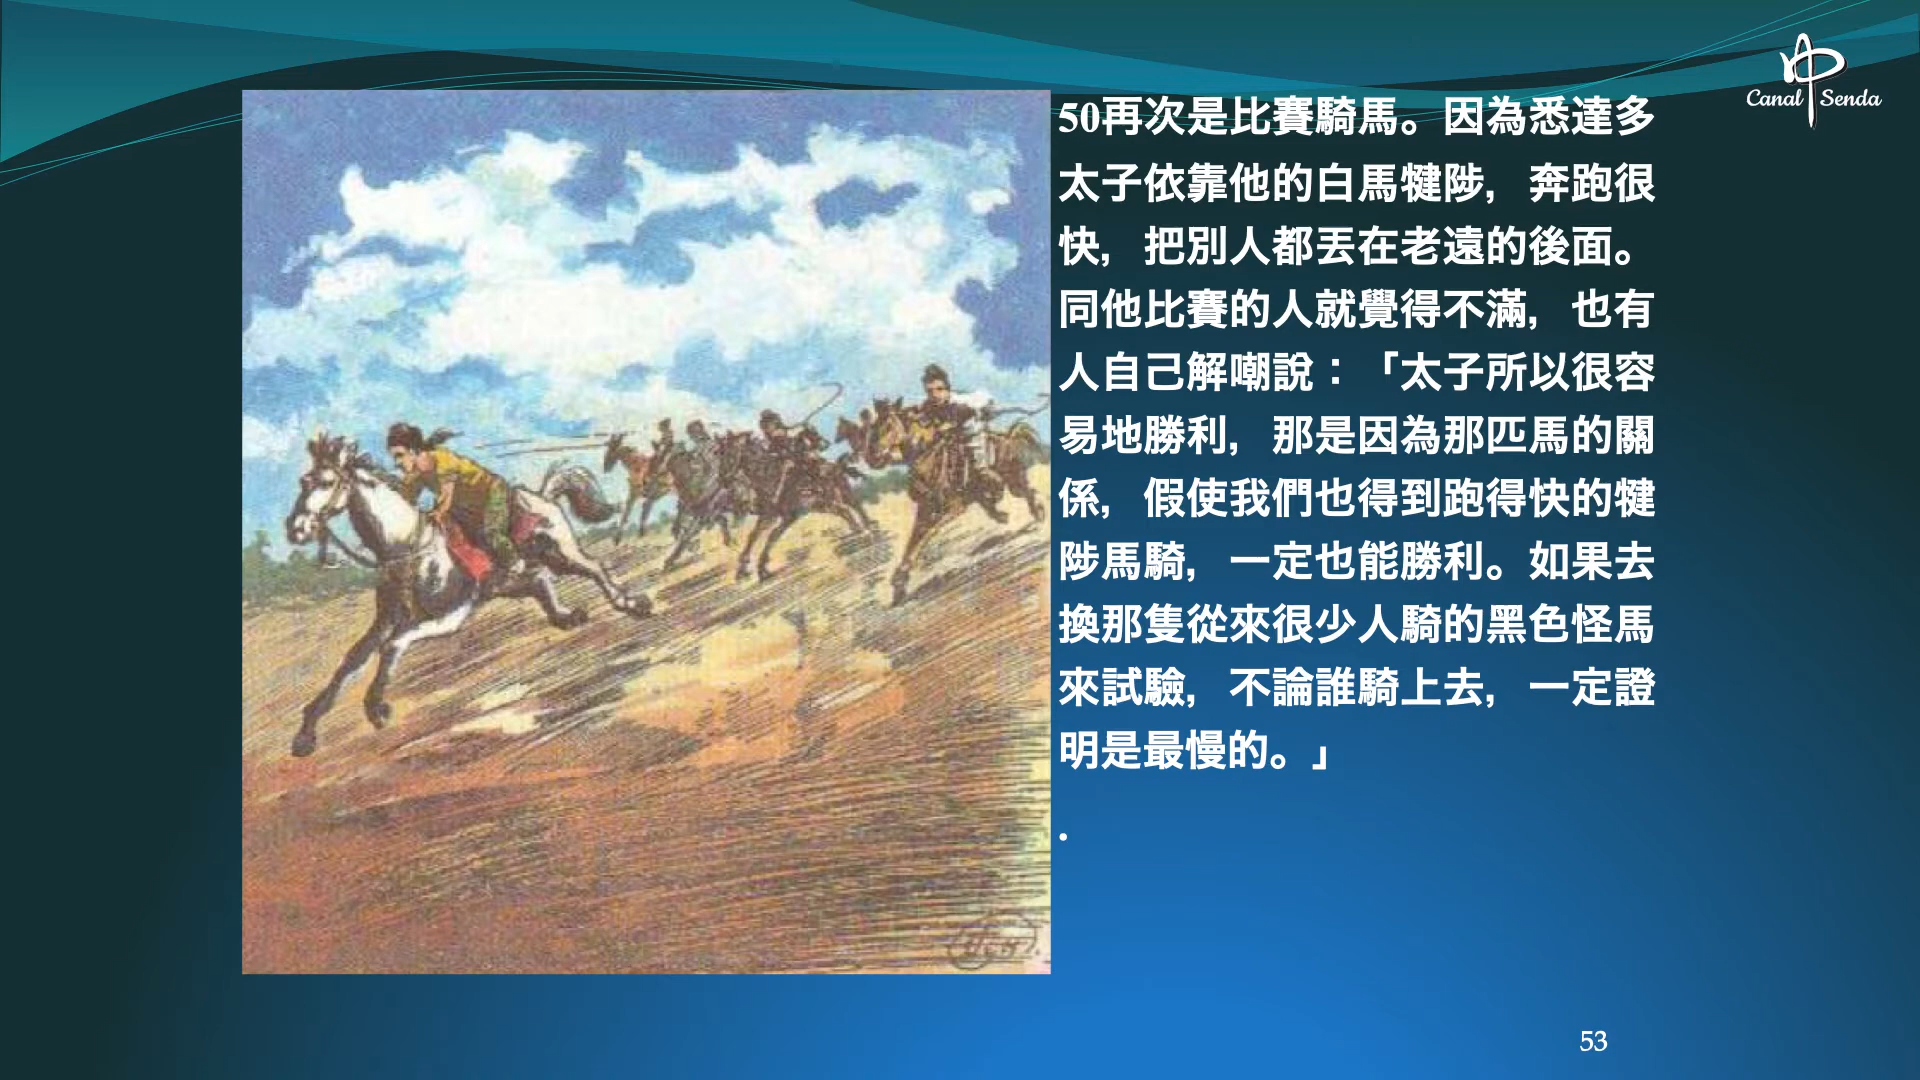 Canal Senda
50再次是比賽騎馬。因為悉達多
太子依靠他的白馬犍陟，奔跑很
快，把別人都丟在老遠的後面。
同他比賽的人就覺得不滿，也有
人自己解嘲說：「太子所以很容
易地勝利，那是因為那匹馬的關
係，假使我們也得到跑得快的犍
陟馬騎，一定也能勝利。如果去
換那隻從來很少人騎的黑色怪馬
來試驗，不論誰騎上去，一定證
明是最慢的。」
.
53